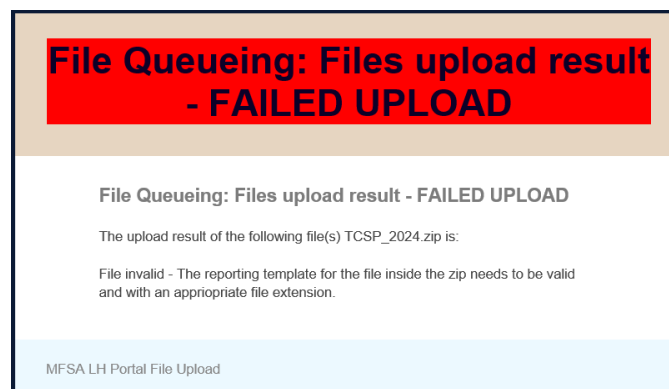 File Queueing: Files upload result
- FAILED UPLOAD
File Queueing: Files upload result - FAILED UPLOAD
The upload result of the following file(s) TCSP_2024.zip is:
File invalid - The reporting template for the file inside the zip needs to be valid
and with an appriopriate file extension.
MFSA LH Portal File Upload